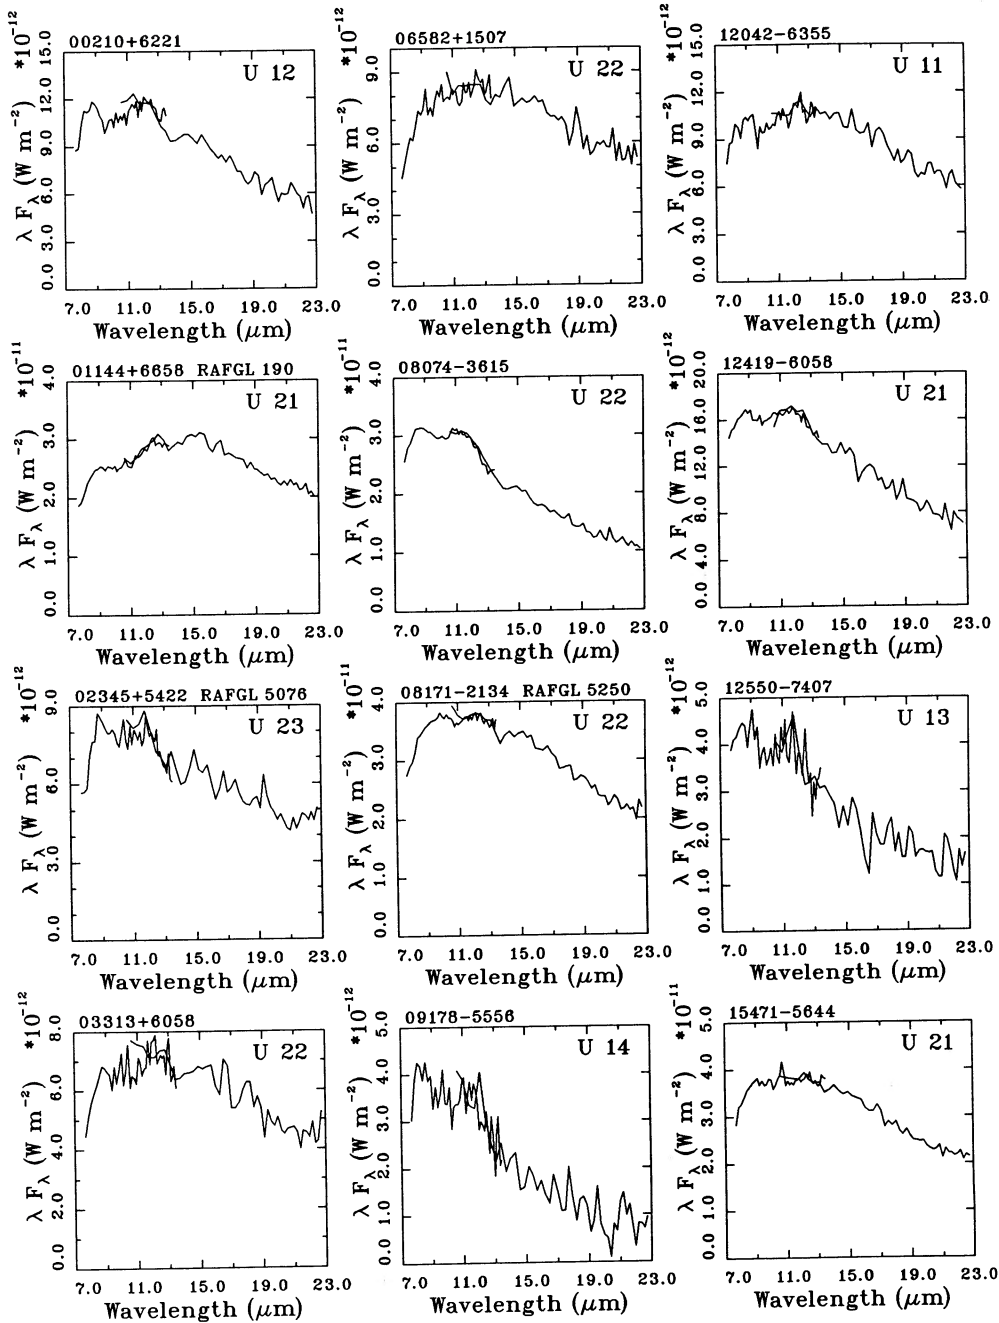 00210+6221
U 12
*10-12
15.0
12.0
9.0
6.0
3.0
0.0
λ Fλ (W m−2)
7.0 11.0 15.0 19.0 23.0
Wavelength (μm)
06582+1507
U 22
*10-12
9.0
6.0
3.0
0.0
λ Fλ (W m−2)
7.0 11.0 15.0 19.0 23.0
Wavelength (μm)
12042−6355
U 11
*10-12
15.0
12.0
9.0
6.0
3.0
0.0
λ Fλ (W m−2)
7.0 11.0 15.0 19.0 23.0
Wavelength (μm)
01144+6658 RAFGL 190
U 21
*10-11
4.0
3.0
2.0
1.0
0.0
λ Fλ (W m−2)
7.0 11.0 15.0 19.0 23.0
Wavelength (μm)
08074−3615
U 22
*10-11
4.0
3.0
2.0
1.0
0.0
λ Fλ (W m−2)
7.0 11.0 15.0 19.0 23.0
Wavelength (μm)
12419−6058
U 21
*10-12
20.0
16.0
12.0
8.0
4.0
0.0
λ Fλ (W m−2)
7.0 11.0 15.0 19.0 23.0
Wavelength (μm)
02345+5422 RAFGL 5076
U 23
*10-12
9.0
6.0
3.0
0.0
λ Fλ (W m−2)
7.0 11.0 15.0 19.0 23.0
Wavelength (μm)
08171−2134 RAFGL 5250
U 22
*10-11
4.0
3.0
2.0
1.0
0.0
λ Fλ (W m−2)
7.0 11.0 15.0 19.0 23.0
Wavelength (μm)
12550−7407
U 13
*10-12
5.0
4.0
3.0
2.0
1.0
0.0
λ Fλ (W m−2)
7.0 11.0 15.0 19.0 23.0
Wavelength (μm)
03313+6058
U 22
*10-12
8.0
6.0
4.0
2.0
0.0
λ Fλ (W m−2)
7.0 11.0 15.0 19.0 23.0
Wavelength (μm)
09178−5556
U 14
*10-12
5.0
4.0
3.0
2.0
1.0
0.0
λ Fλ (W m−2)
7.0 11.0 15.0 19.0 23.0
Wavelength (μm)
15471−5644
U 21
*10-11
5.0
4.0
3.0
2.0
1.0
0.0
λ Fλ (W m−2)
7.0 11.0 15.0 19.0 23.0
Wavelength (μm)